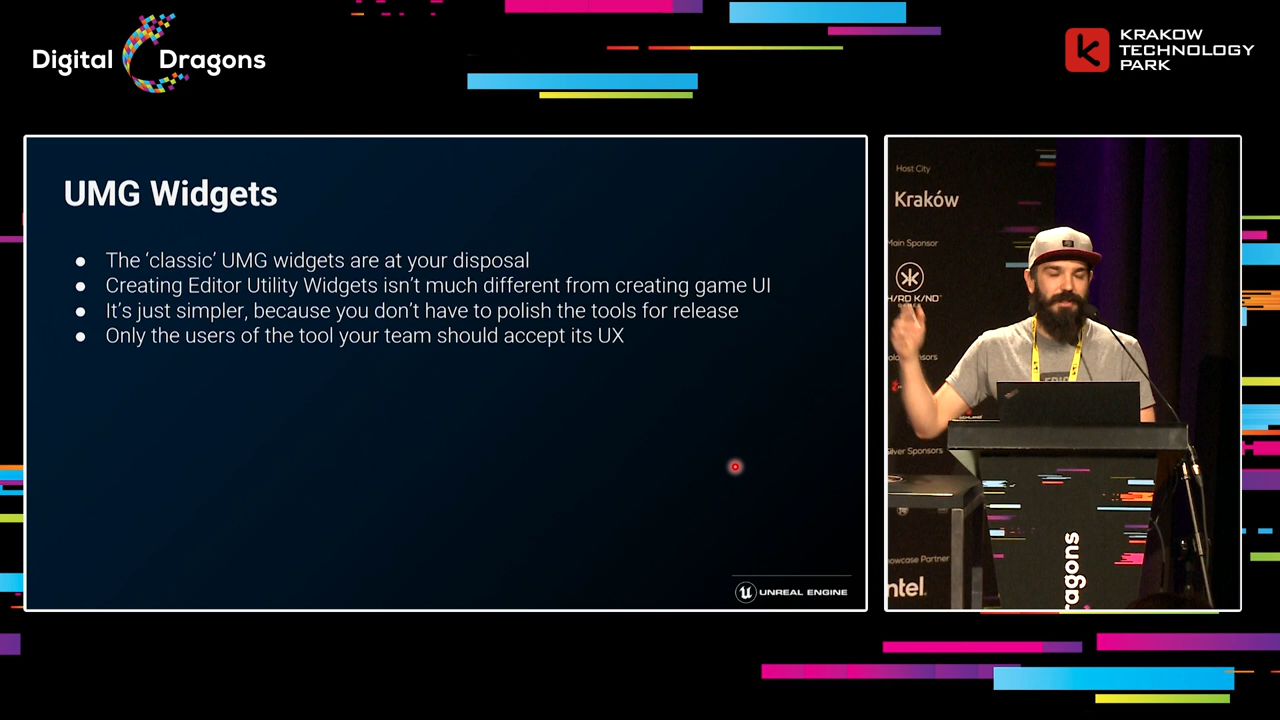 Digital Dragons
KRAKOW
TECHNOLOGY
PARK
UMG Widgets
● The ‘classic’ UMG widgets are at your disposal
● Creating Editor Utility Widgets isn’t much different from creating game UI
● It’s just simpler, because you don’t have to polish the tools for release
● Only the users of the tool your team should accept its UX
UNREAL ENGINE
Host City
Kraków
Main Sponsor
Silver Sponsors
ragons
ntel.